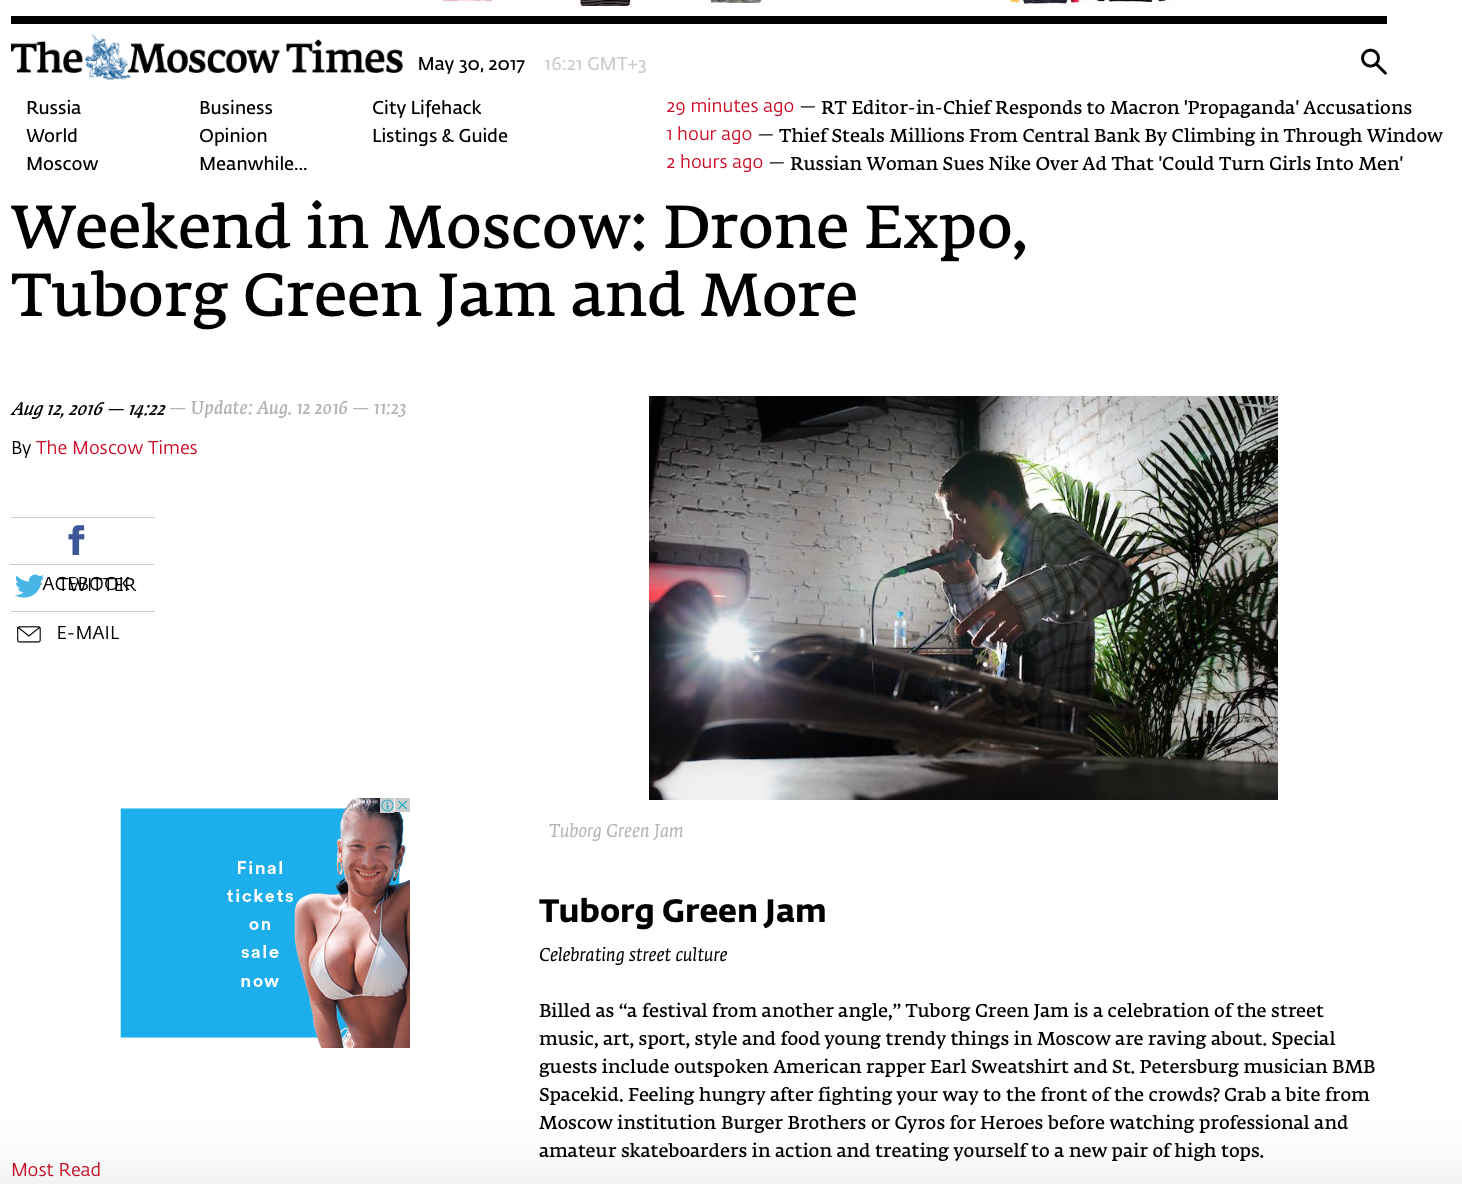 The Moscow Times May 30, 2017 16:21 GMT+3
Russia
World
Moscow
Business
Opinion
Meanwhile...
City Lifehack
Listings & Guide
29 minutes ago — RT Editor-in-Chief Responds to Macron 'Propaganda' Accusations
1 hour ago — Thief Steals Millions From Central Bank By Climbing in Through Window
2 hours ago — Russian Woman Sues Nike Over Ad That 'Could Turn Girls Into Men'
Weekend in Moscow: Drone Expo,
Tuborg Green Jam and More
Aug 12, 2016 — 14:22 — Update: Aug. 12 2016 — 11:23
By The Moscow Times
FACEBOOK
TWITTER
E-MAIL
Final
tickets
on
sale
now
Tuborg Green Jam
Tuborg Green Jam
Celebrating street culture
Billed as “a festival from another angle,” Tuborg Green Jam is a celebration of the street
music, art, sport, style and food young trendy things in Moscow are raving about. Special
guests include outspoken American rapper Earl Sweatshirt and St. Petersburg musician BMB
Spacekid. Feeling hungry after fighting your way to the front of the crowds? Grab a bite from
Moscow institution Burger Brothers or Gyros for Heroes before watching professional and
amateur skateboarders in action and treating yourself to a new pair of high tops.
Most Read